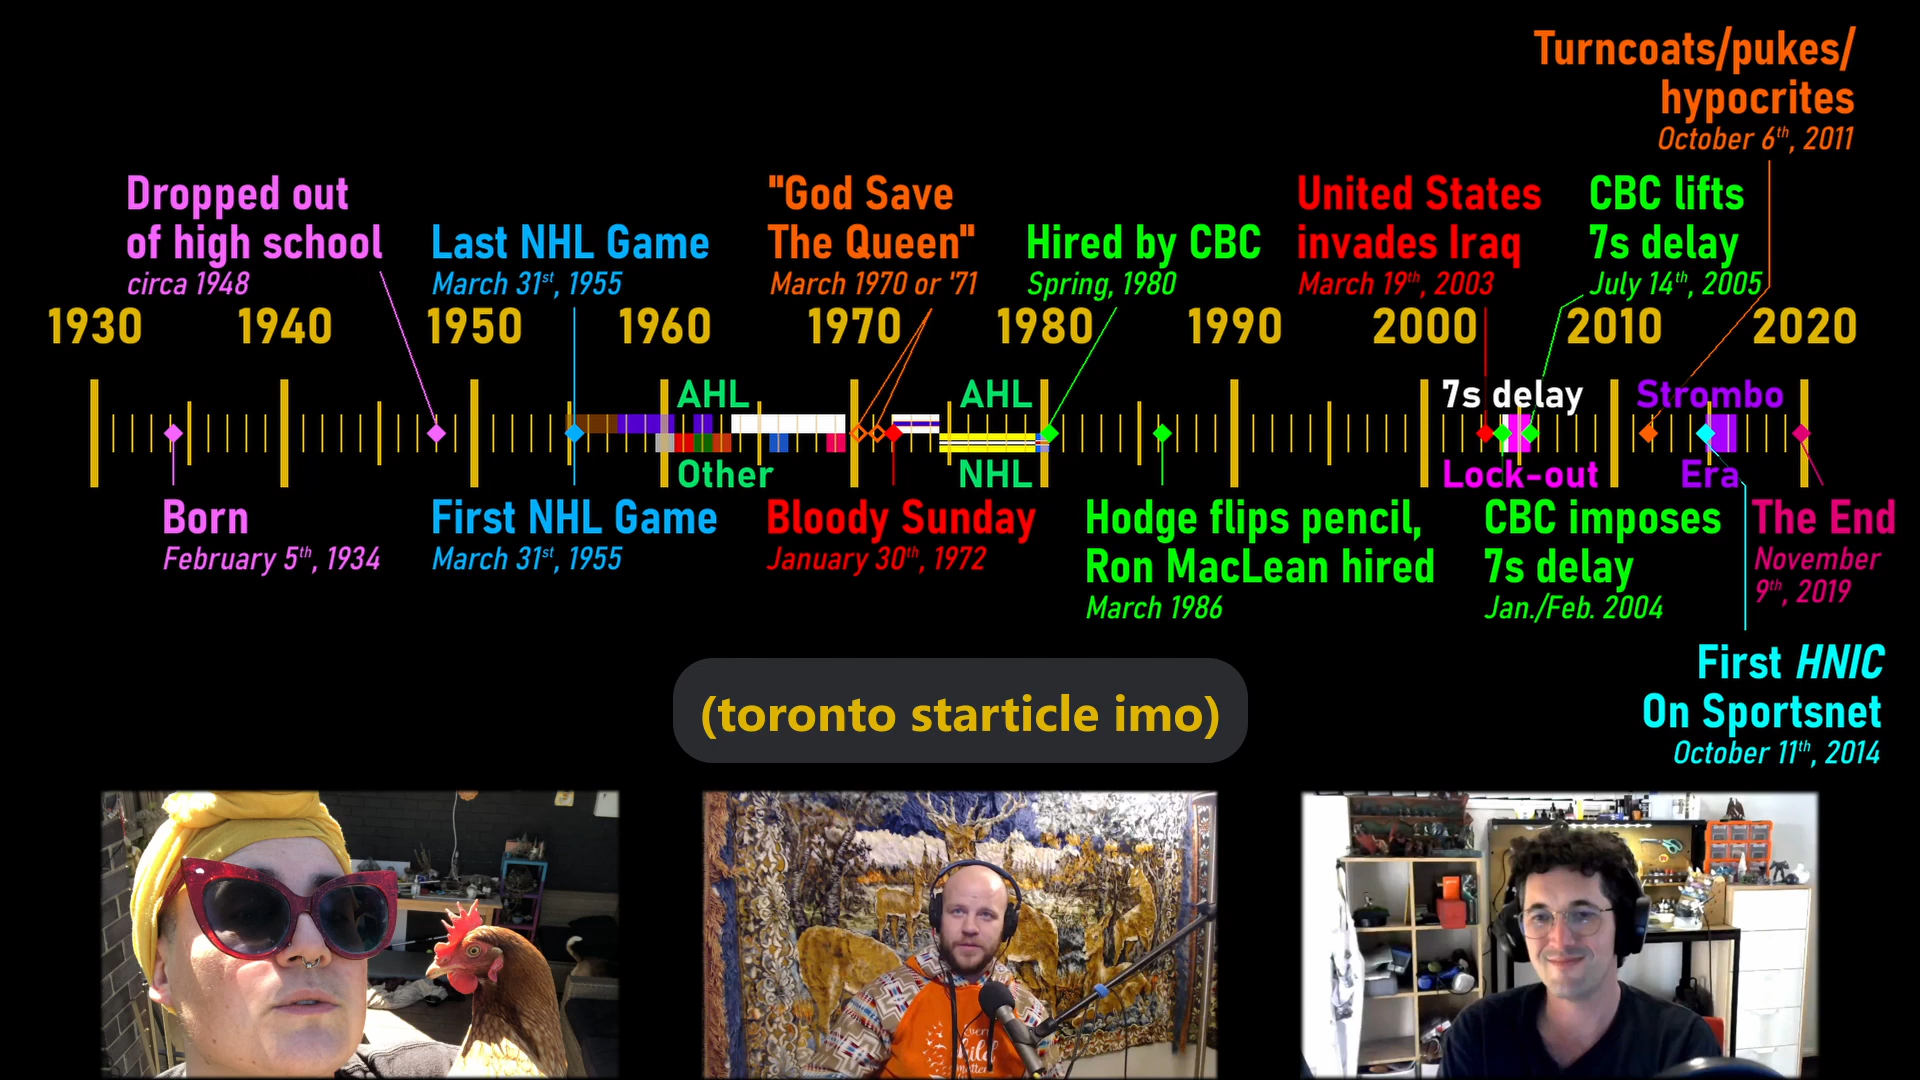 Turncoats/pukes/
hypocrites
October 6th, 2011
Dropped out
of high school
circa 1948
Last NHL Game
March 31st, 1955
"God Save
The Queen"
March 1970 or '71
Hired by CBC
Spring, 1980
United States
invades Iraq
March 19th, 2003
CBC lifts
7s delay
July 14th, 2005
1930 1940 1950 1960 1970 1980 1990 2000 2010 2020
AHL
AHL
7s delay
Strombo
Other
NHL
Lock-out
Era
Born
February 5th, 1934
First NHL Game
March 31st, 1955
Bloody Sunday
January 30th, 1972
Hodge flips pencil,
Ron MacLean hired
March 1986
CBC imposes
7s delay
Jan./Feb. 2004
The End
November
9th, 2019
First HNIC
On Sportsnet
October 11th, 2014
(toronto starticle imo)